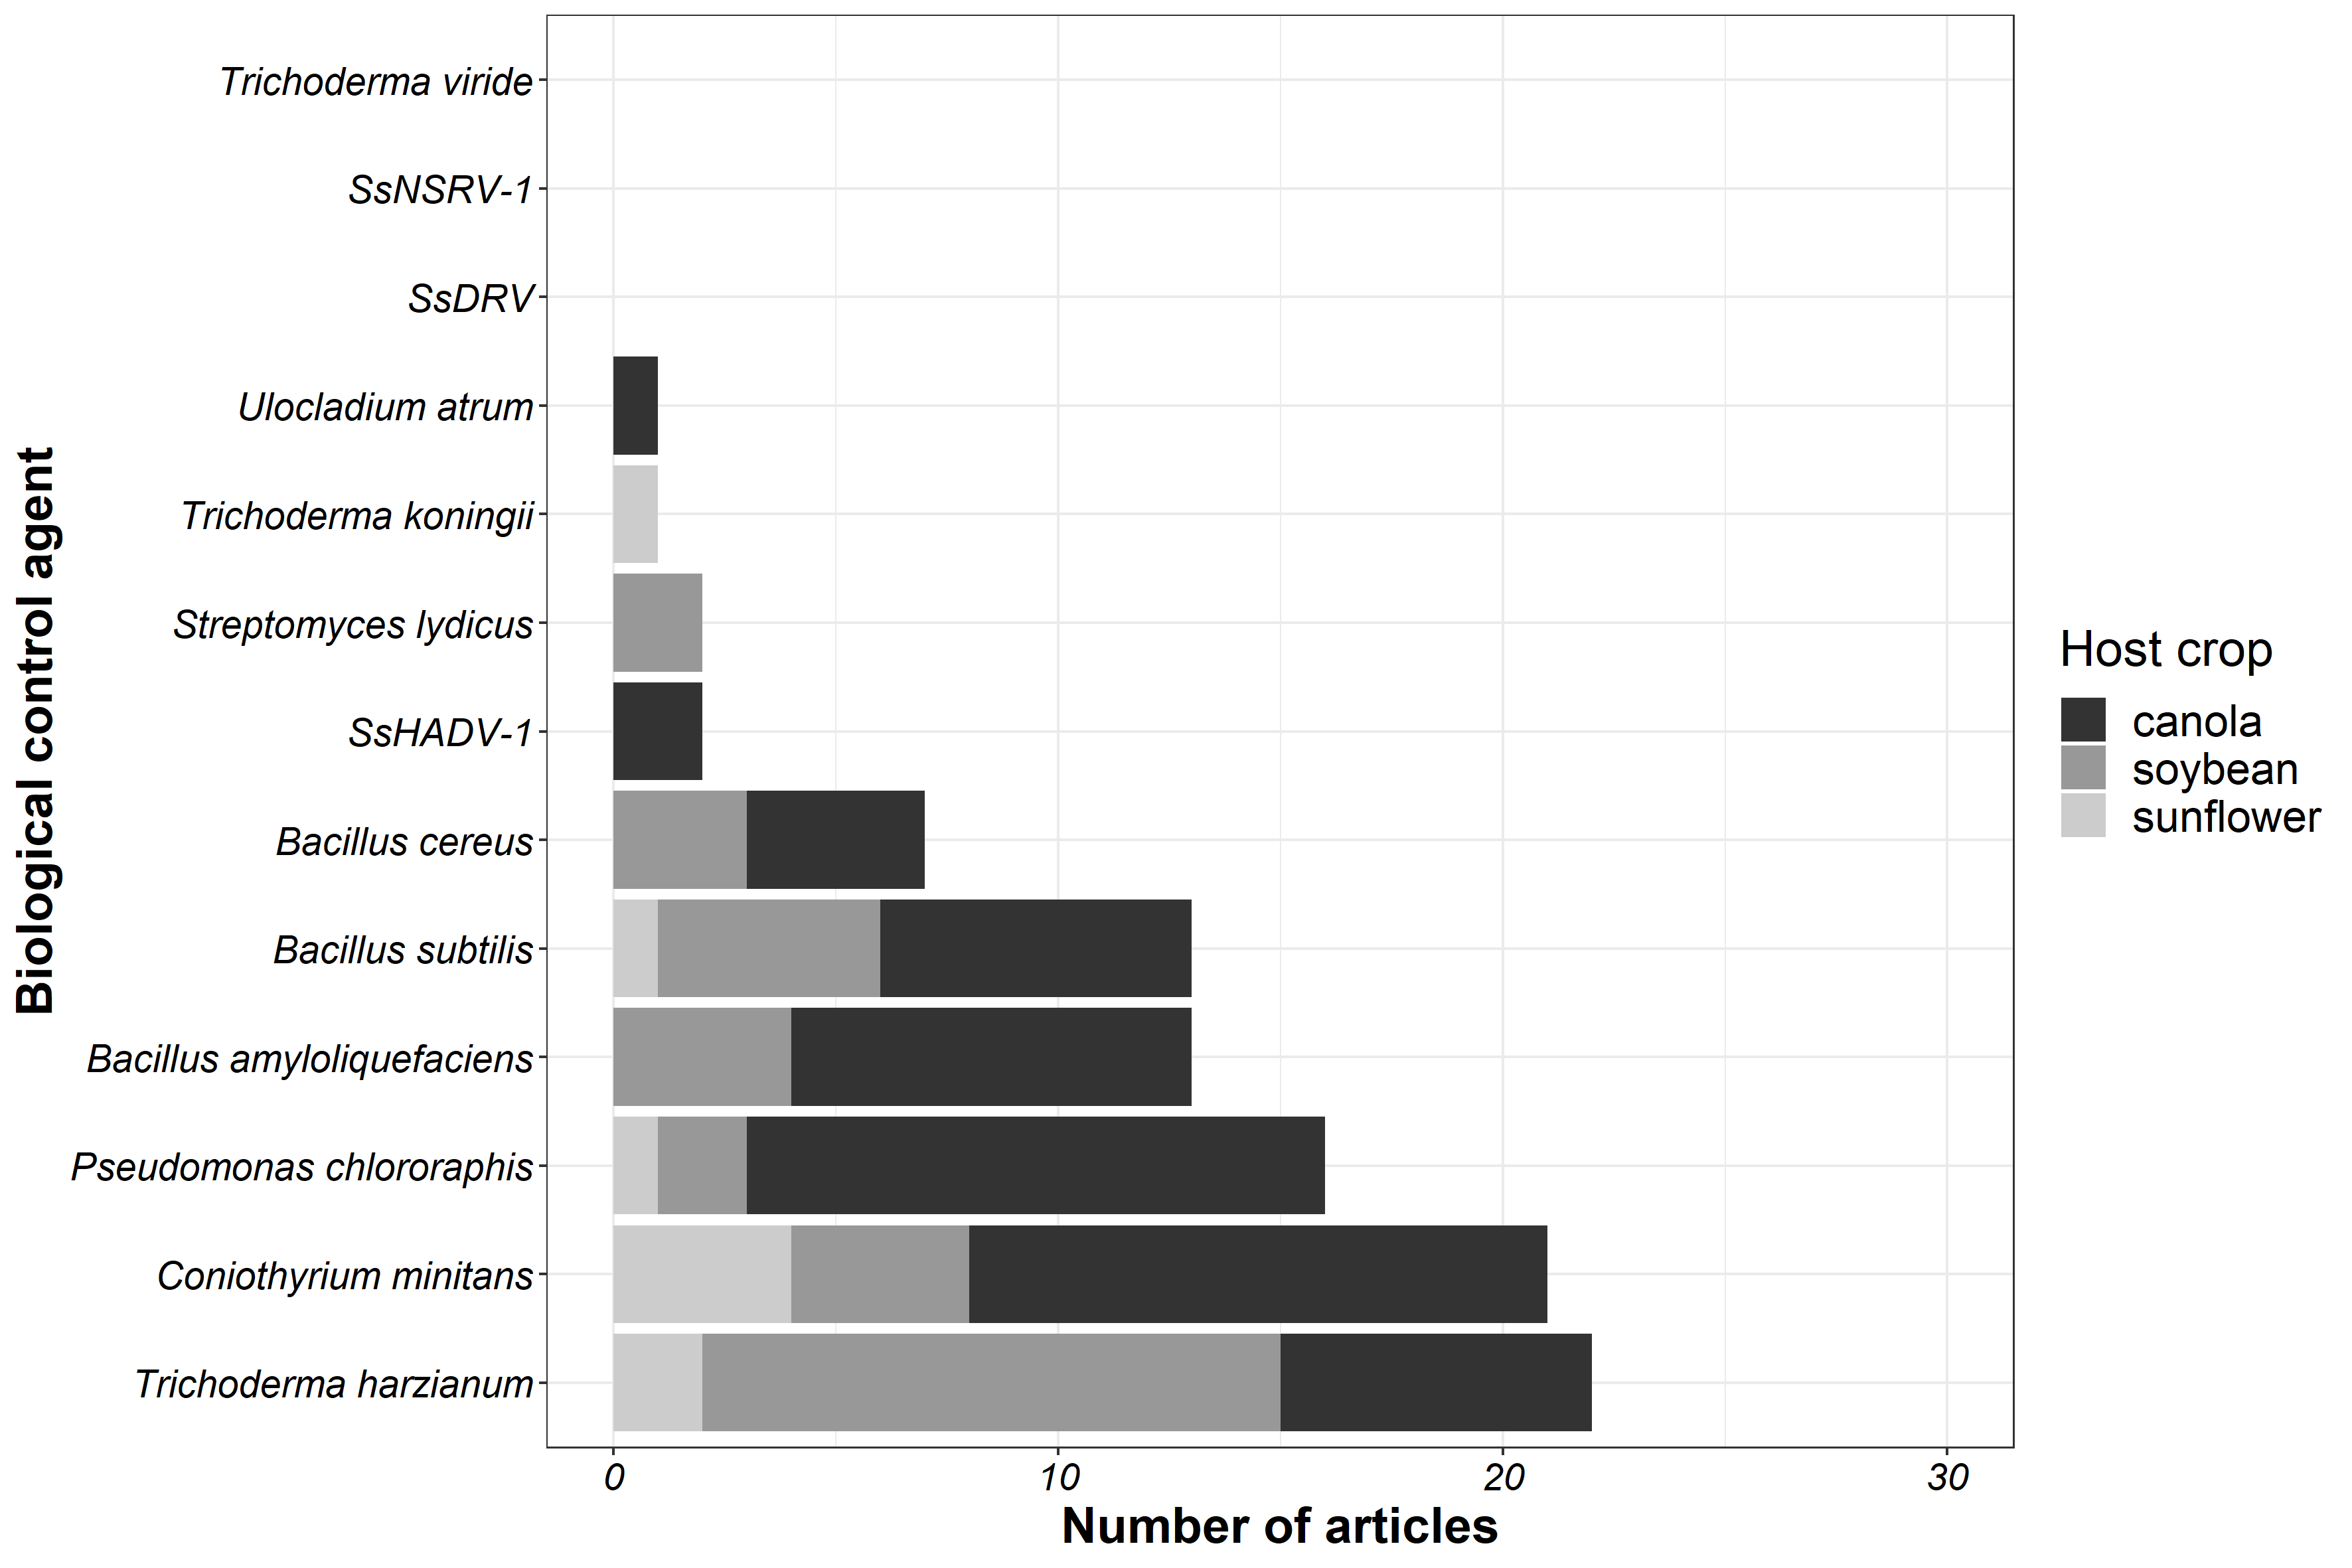 Biological control agent
Trichoderma viride
SsNSRV-1
SsDRV
Ulocladium atrum
Trichoderma koningii
Streptomyces lydicus
SsHADV-1
Bacillus cereus
Bacillus subtilis
Bacillus amyloliquefaciens
Pseudomonas chlororaphis
Coniothyrium minitans
Trichoderma harzianum
0 10 20 30
Number of articles
Host crop
canola
soybean
sunflower